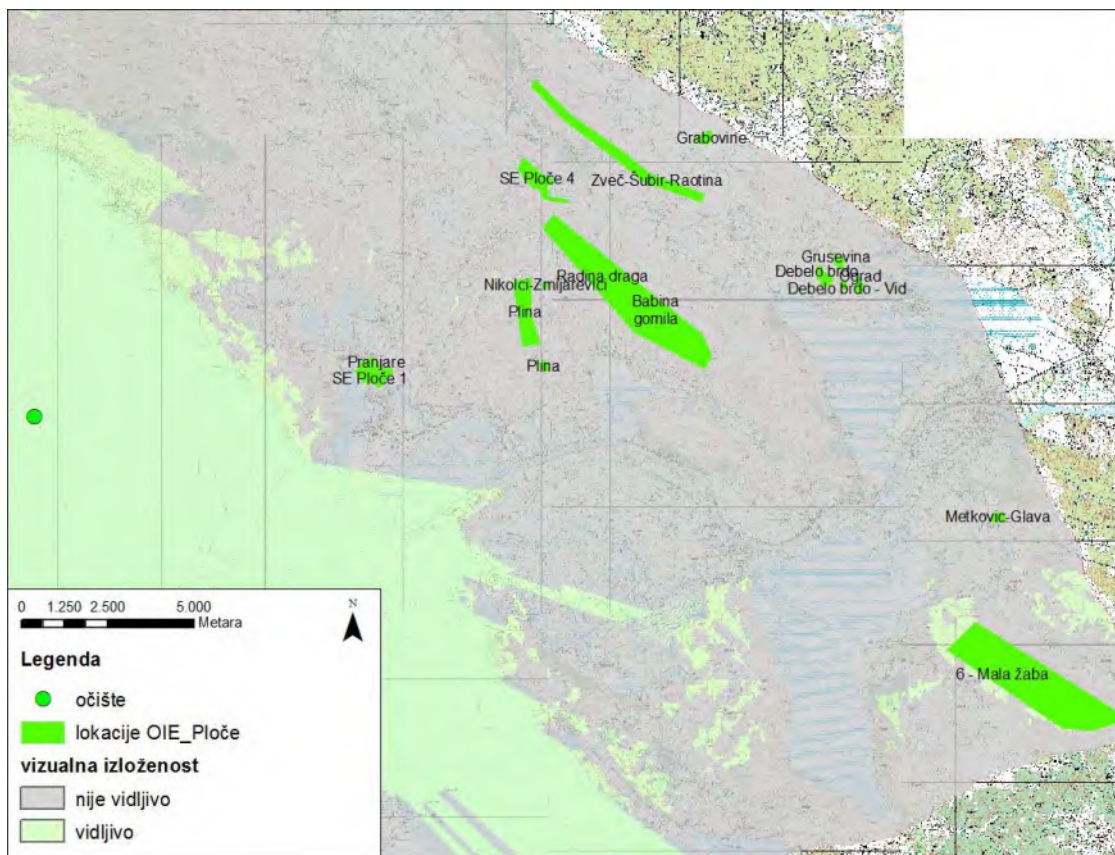 Grabovine
SE Ploče 4
Zveč-Šubir-Raotina
Grusevina
Debelo brdo
Ograd
Debelo brdo - Vid
Radina draga
Nikolci-Zmijarevići
Babina
gomila
Plina
Pranjare
SE Ploče 1
Plina
Metkovic-Glava
6 - Mala žaba
0 1.250 2.500 5.000
Metara
N
Legenda
očište
lokacije OIE_Ploče
vizualna izloženost
nije vidljivo
vidljivo